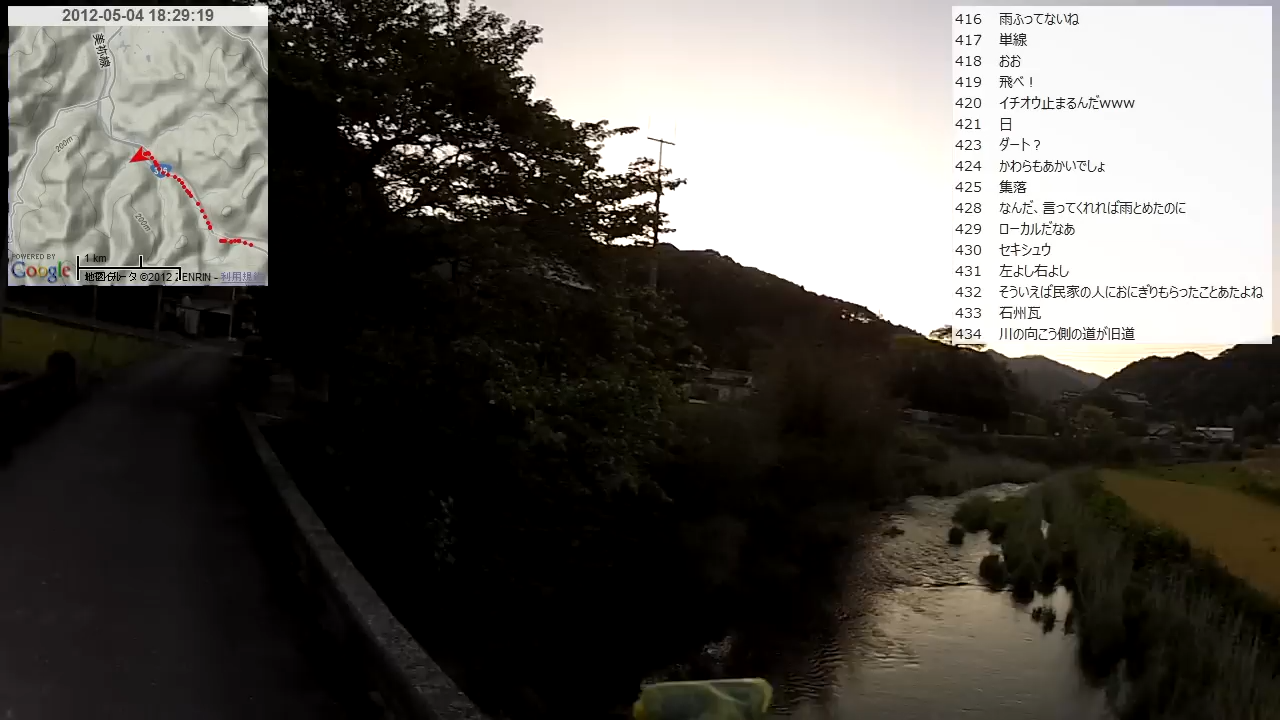 2012-05-04 18:29:19
美祢線
200m
200m
POWERED BY
Google
1 km
©2012 ZENRIN - 利用規約
416 雨ふってないね
417 単線
418 おお
419 飛べ!
420 イチオウ止まるんだwww
421 日
423 ダート?
424 かわらもあかいでしょ
425 集落
428 なんだ、言ってくれれば雨とめたのに
429 ローカルだなあ
430 セキシュウ
431 左よし右よし
432 そういえば民家の人におにぎりもらったことあたよね
433 石州瓦
434 川の向こう側の道が旧道